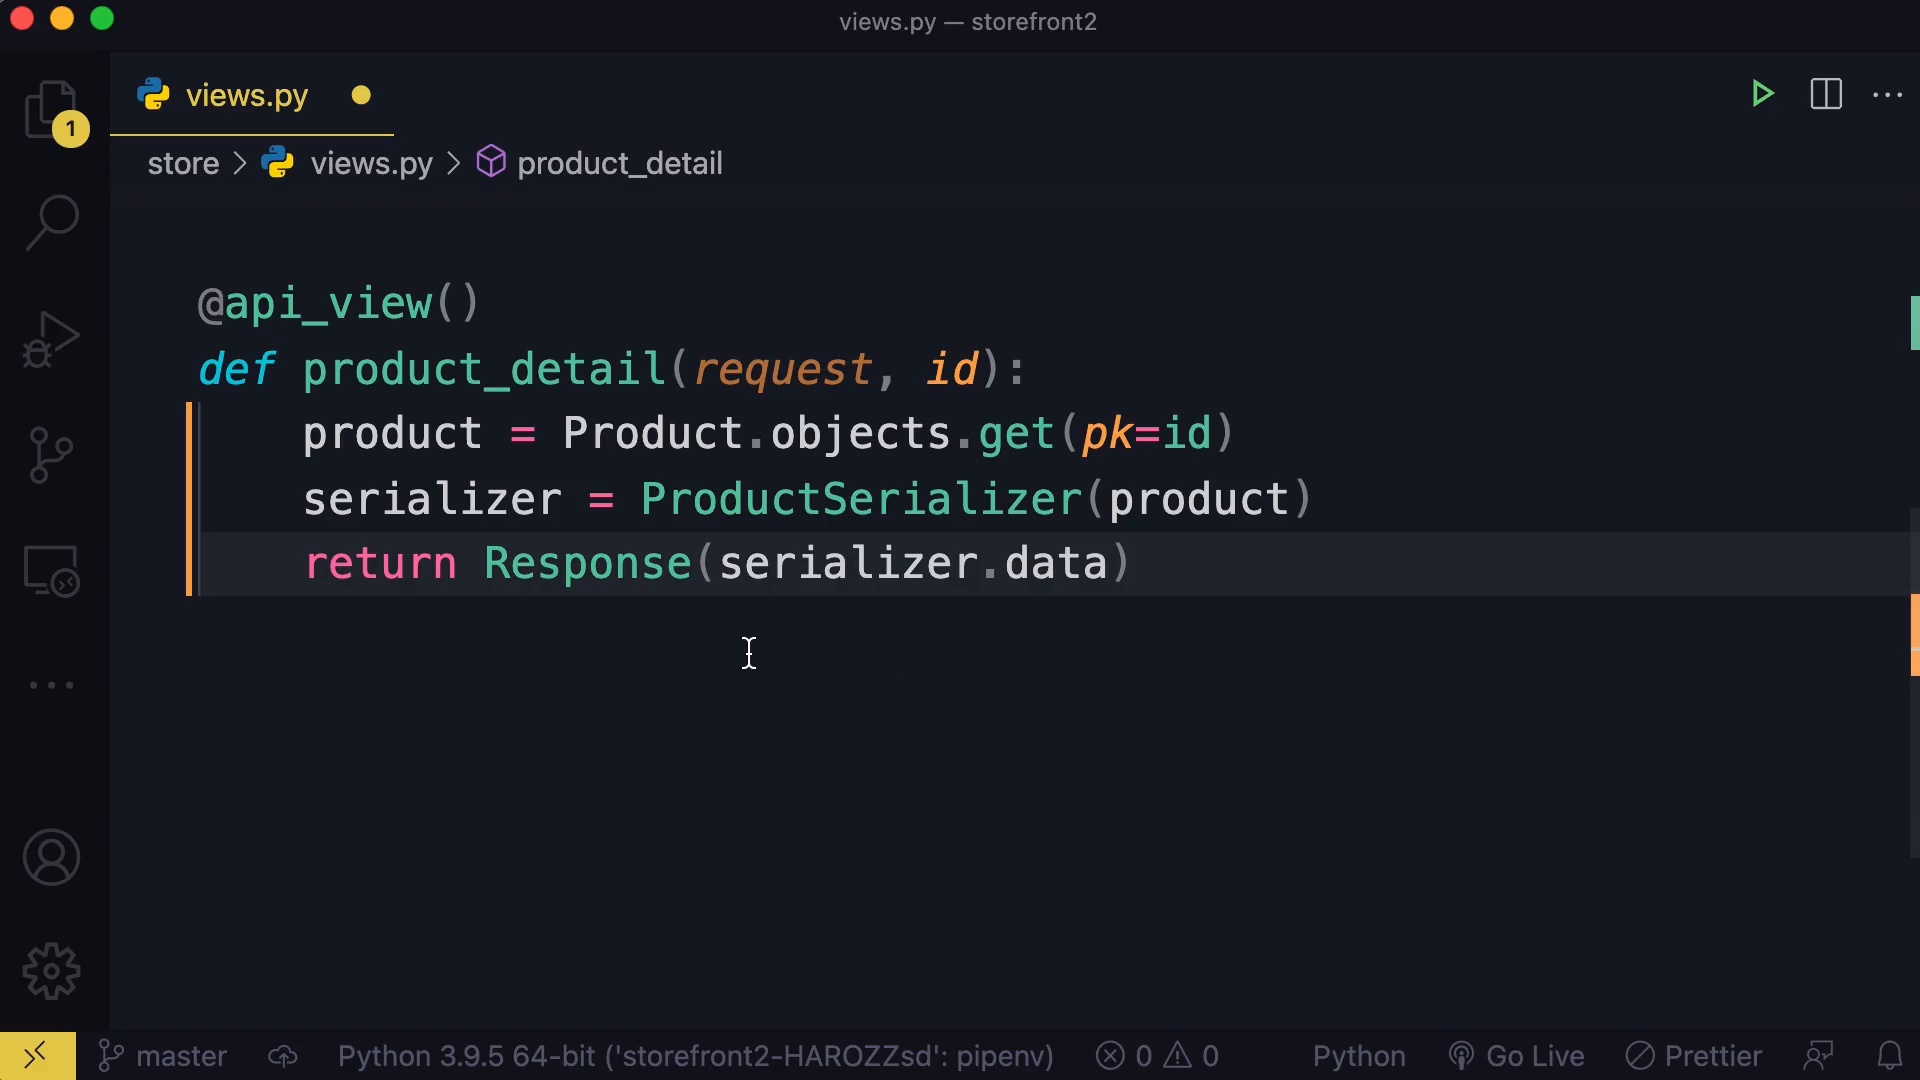 views.py — storefront2
views.py
1
store > views.py > product_detail
@api_view()
def product_detail(request, id):
product = Product.objects.get(pk=id)
serializer = ProductSerializer(product)
return Response(serializer.data)
master Python 3.9.5 64-bit ('storefront2-HAROZZsd': pipenv) 0 0 Python Go Live Prettier